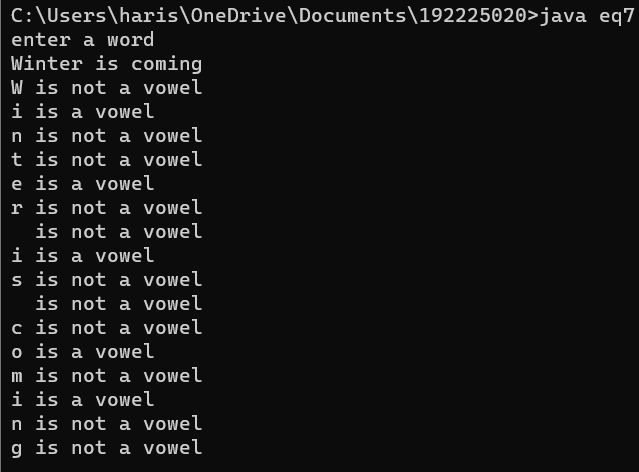 C:\Users\haris\OneDrive\Documents\192225020>java eq7
enter a word
Winter is coming
W is not a vowel
i is a vowel
n is not a vowel
t is not a vowel
e is a vowel
r is not a vowel
  is not a vowel
i is a vowel
s is not a vowel
  is not a vowel
c is not a vowel
o is a vowel
m is not a vowel
i is a vowel
n is not a vowel
g is not a vowel